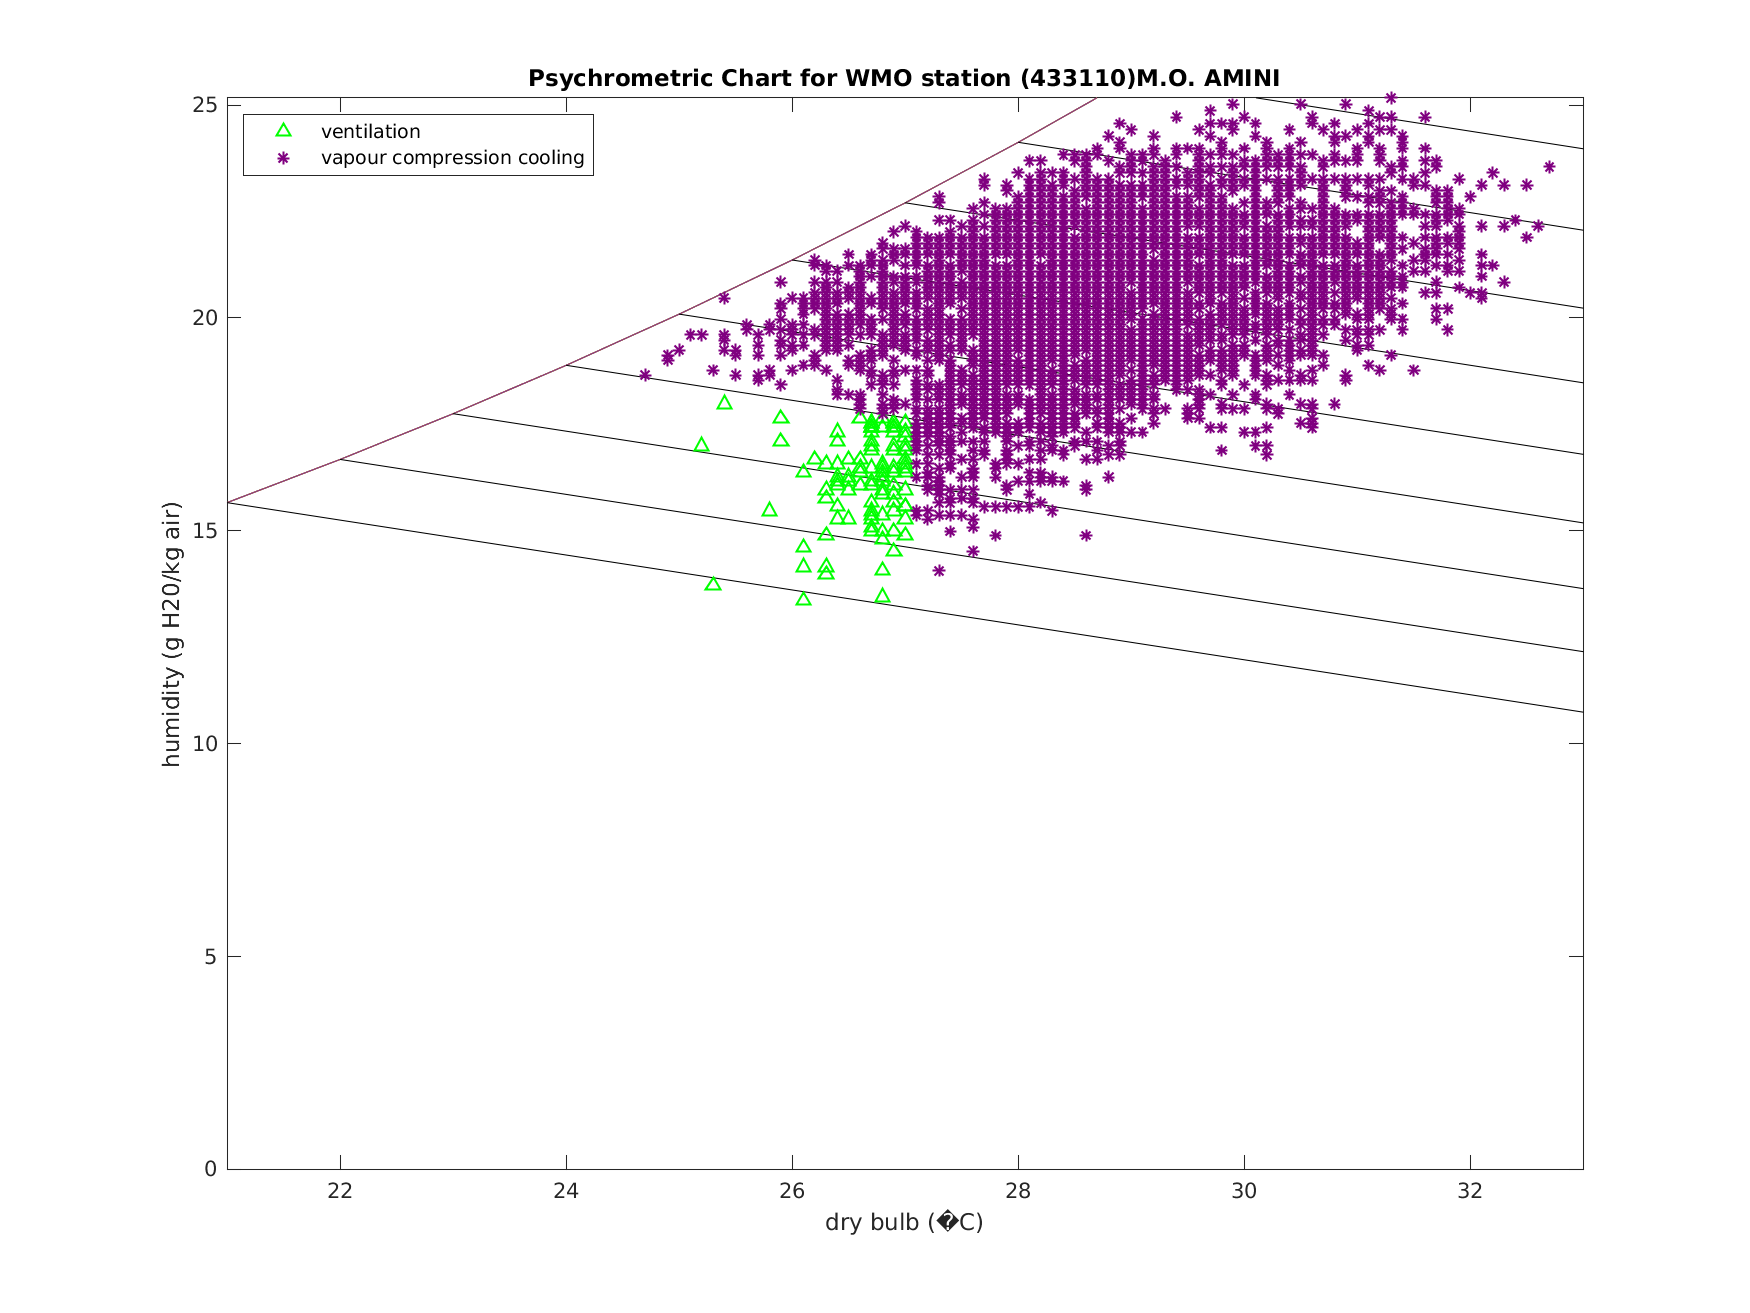 Psychrometric Chart for WMO station (433110)M.O. AMINI
ventilation
vapour compression cooling
humidity (g H20/kg air)
25
20
15
10
5
0
22 24 26 28 30 32
dry bulb (�C)